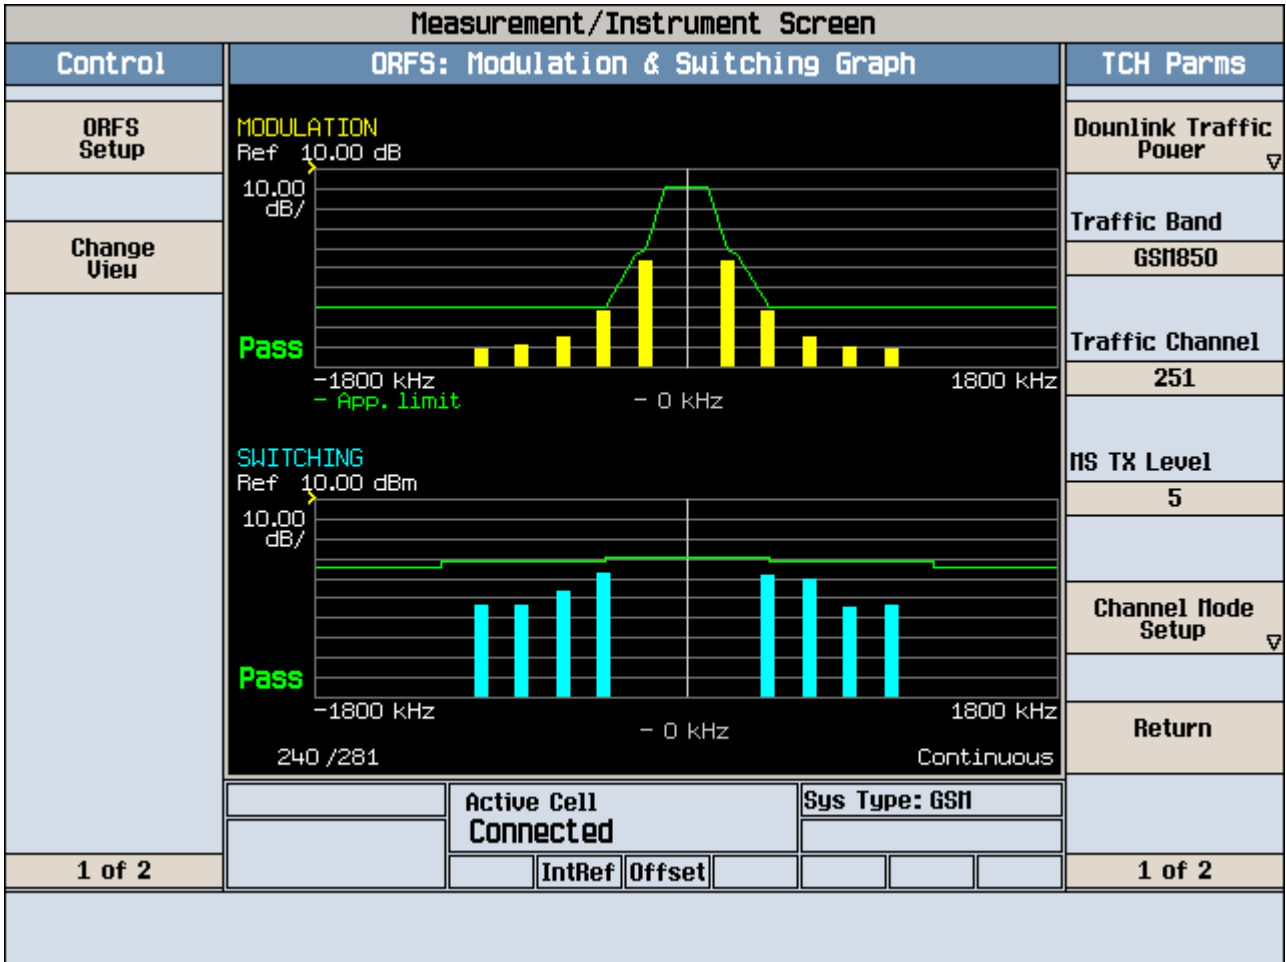 Measurement/Instrument Screen
Control
ORFS: Modulation & Switching Graph
TCH Parms
ORFS
Setup
Change
View
1 of 2
MODULATION
Ref 10.00 dB
10.00
dB/
Pass
-1800 kHz
1800 kHz
- App. limit
- 0 kHz
SWITCHING
Ref 10.00 dBm
10.00
dB/
Pass
-1800 kHz
1800 kHz
- 0 kHz
240 /281
Continuous
Active Cell
Connected
Sys Type: GSM
IntRef
Offset
Downlink Traffic
Power
Traffic Band
GSM850
Traffic Channel
251
MS TX Level
5
Channel Mode
Setup
Return
1 of 2